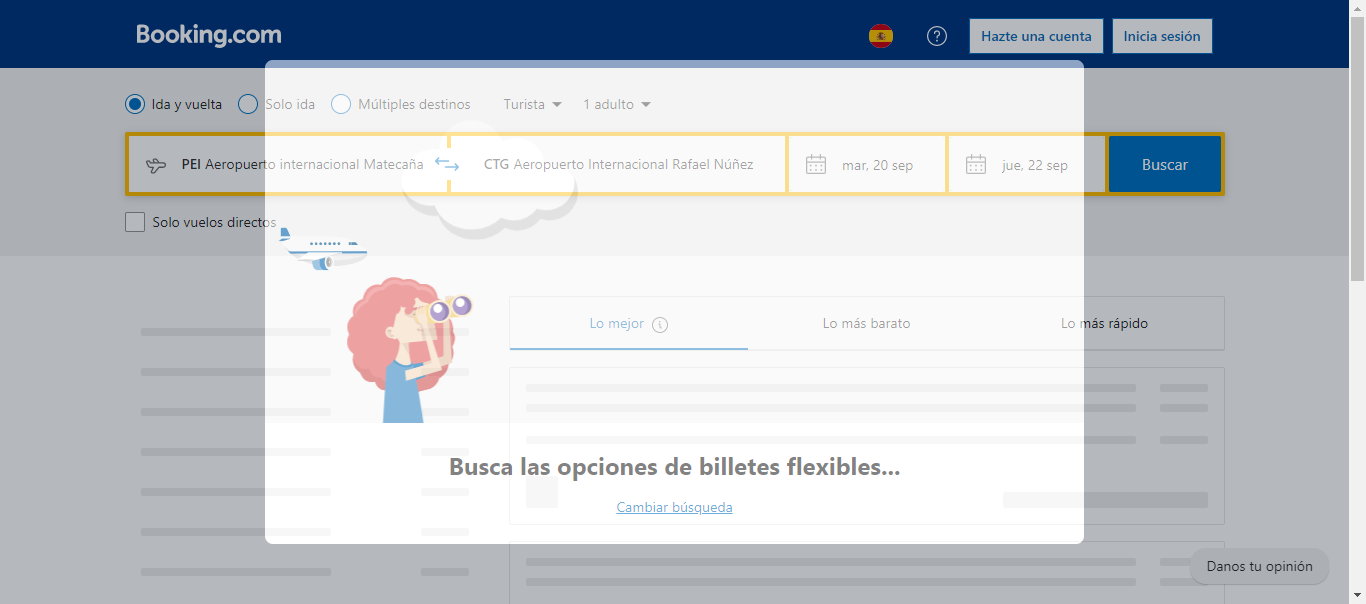 Booking.com
?
Hazte una cuenta
Inicia sesión
Ida y vuelta
Solo ida
Múltiples destinos
Turista
1 adulto
PEI Aeropuerto internacional Matecaña
CTG Aeropuerto Internacional Rafael Núñez
mar, 20 sep
jue, 22 sep
Buscar
Solo vuelos directos
Lo mejor
Lo más barato
Lo más rápido
Busca las opciones de billetes flexibles...
Cambiar búsqueda
Danos tu opinión